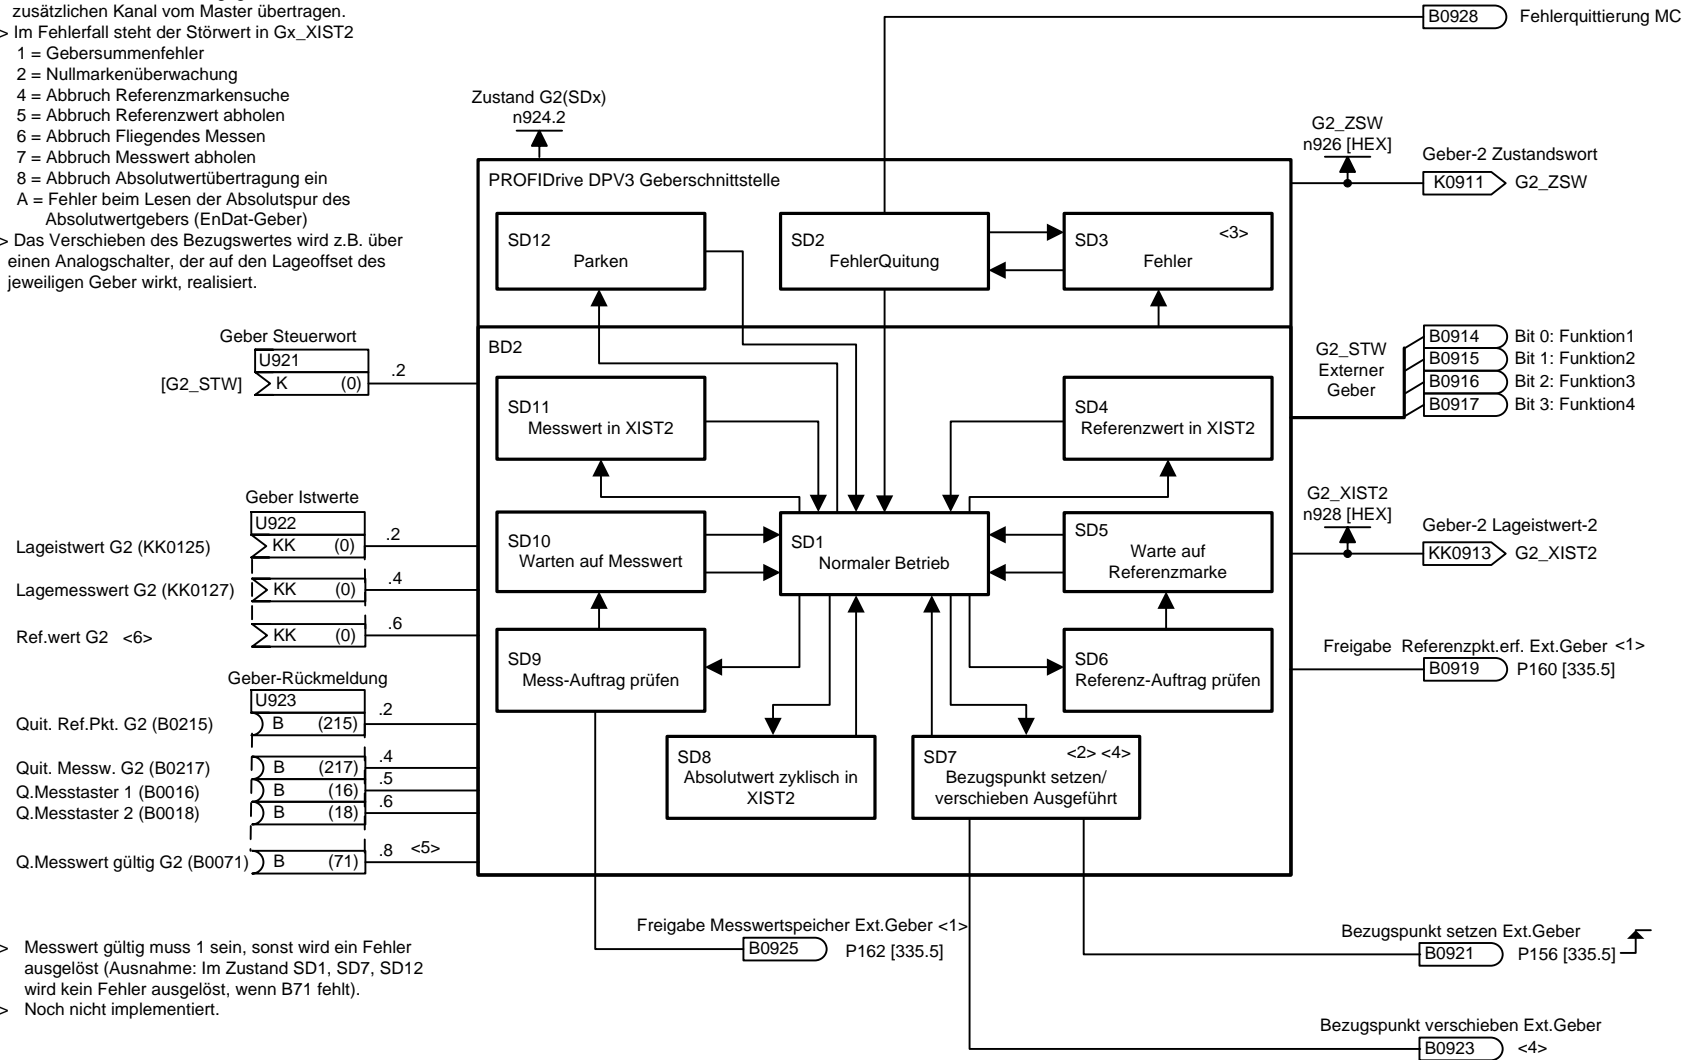 zusätzlichen Kanal vom Master übertragen.
> Im Fehlerfall steht der Störwert in Gx_XIST2
1 = Gebersummenfehler
2 = Nullmarkenüberwachung
4 = Abbruch Referenzmarkensuche
5 = Abbruch Referenzwert abholen
6 = Abbruch Fliegendes Messen
7 = Abbruch Messwert abholen
8 = Abbruch Absolutwertübertragung ein
A = Fehler beim Lesen der Absolutspur des
Absolutwertgebers (EnDat-Geber)
> Das Verschieben des Bezugswertes wird z.B. über
einen Analogschalter, der auf den Lageoffset des
jeweiligen Geber wirkt, realisiert.
B0928 Fehlerquittierung MC
Zustand G2(SDx)
n924.2
G2_ZSW
n926 [HEX]
Geber-2 Zustandswort
K0911 G2_ZSW
PROFIDrive DPV3 Geberschnittstelle
SD12
Parken
SD2
FehlerQuitung
SD3 <3>
Fehler
Geber Steuerwort
U921
[G2_STW] K (0) .2
BD2
G2_STW
Externer
Geber
B0914 Bit 0: Funktion1
B0915 Bit 1: Funktion2
B0916 Bit 2: Funktion3
B0917 Bit 3: Funktion4
SD11
Messwert in XIST2
SD4
Referenzwert in XIST2
Geber Istwerte
U922
Lageistwert G2 (KK0125) KK (0) .2
Lagemesswert G2 (KK0127) KK (0) .4
Ref.wert G2 <6> KK (0) .6
SD10
Warten auf Messwert
SD1
Normaler Betrieb
SD5
Warte auf
Referenzmarke
G2_XIST2
n928 [HEX]
Geber-2 Lageistwert-2
KK0913 G2_XIST2
SD9
Mess-Auftrag prüfen
SD6
Referenz-Auftrag prüfen
Freigabe Referenzpkt.erf. Ext.Geber <1>
B0919 P160 [335.5]
Geber-Rückmeldung
U923
Quit. Ref.Pkt. G2 (B0215) B (215) .2
Quit. Messw. G2 (B0217) B (217) .4
Q.Messtaster 1 (B0016) B (16) .5
Q.Messtaster 2 (B0018) B (18) .6
Q.Messwert gültig G2 (B0071) B (71) .8 <5>
SD8
Absolutwert zyklisch in
XIST2
SD7 <2> <4>
Bezugspunkt setzen/
verschieben Ausgeführt
Freigabe Messwertspeicher Ext.Geber <1>
B0925 P162 [335.5]
Bezugspunkt setzen Ext.Geber
B0921 P156 [335.5]
> Messwert gültig muss 1 sein, sonst wird ein Fehler
ausgelöst (Ausnahme: Im Zustand SD1, SD7, SD12
wird kein Fehler ausgelöst, wenn B71 fehlt).
> Noch nicht implementiert.
Bezugspunkt verschieben Ext.Geber
B0923 <4>